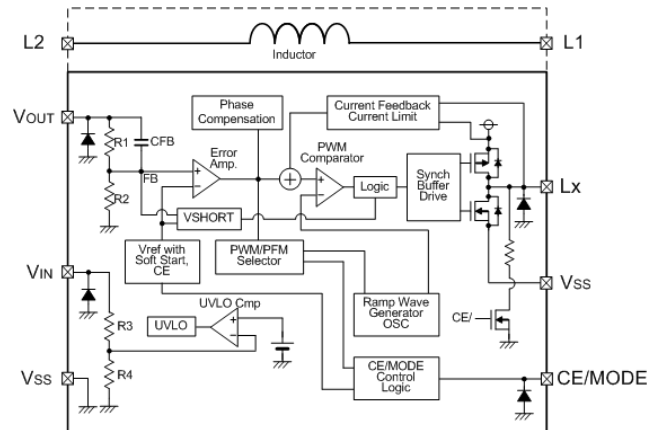 L2
L1
Inductor
VOUT
R1
CFB
Phase
Compensation
Current Feedback
Current Limit
Error
Amp.
PWM
Comparator
FB
R2
Logic
Synch
Buffer
Drive
Lx
VSHORT
Vref with
Soft Start,
CE
PWM/PFM
Selector
VIN
VSS
UVLO Cmp
R3
UVLO
Ramp Wave
Generator
OSC
CE/
R4
VSS
CE/MODE
Control
Logic
CE/MODE